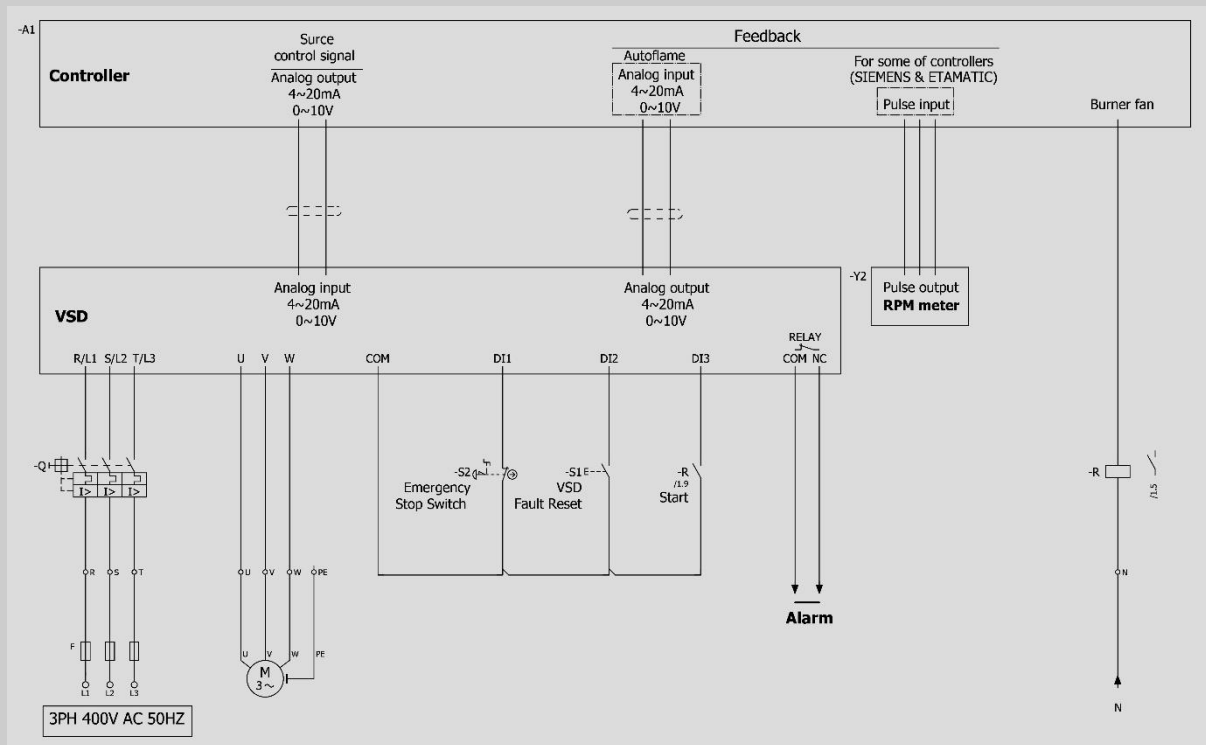 -A1
Controller
Surce
control signal
Analog output
4~20mA
0~10V
Feedback
Autoflame
Analog input
4~20mA
0~10V
For some of controllers
(SIEMENS & ETAMATIC)
Pulse input
Burner fan
VSD
Analog input
4~20mA
0~10V
Analog output
4~20mA
0~10V
-Y2
Pulse output
RPM meter
RELAY
R/L1 S/L2 T/L3
U V W
COM
DI1
DI2
DI3
COM NC
-Q
I> I> I>
-S2
Emergency
Stop Switch
-S1
VSD
Fault Reset
-R
/1.9
Start
-R
/1.5
R S T
U V W PE
N
F
U V W PE
M
3~
L1 L2 L3
Alarm
N
3PH 400V AC 50HZ